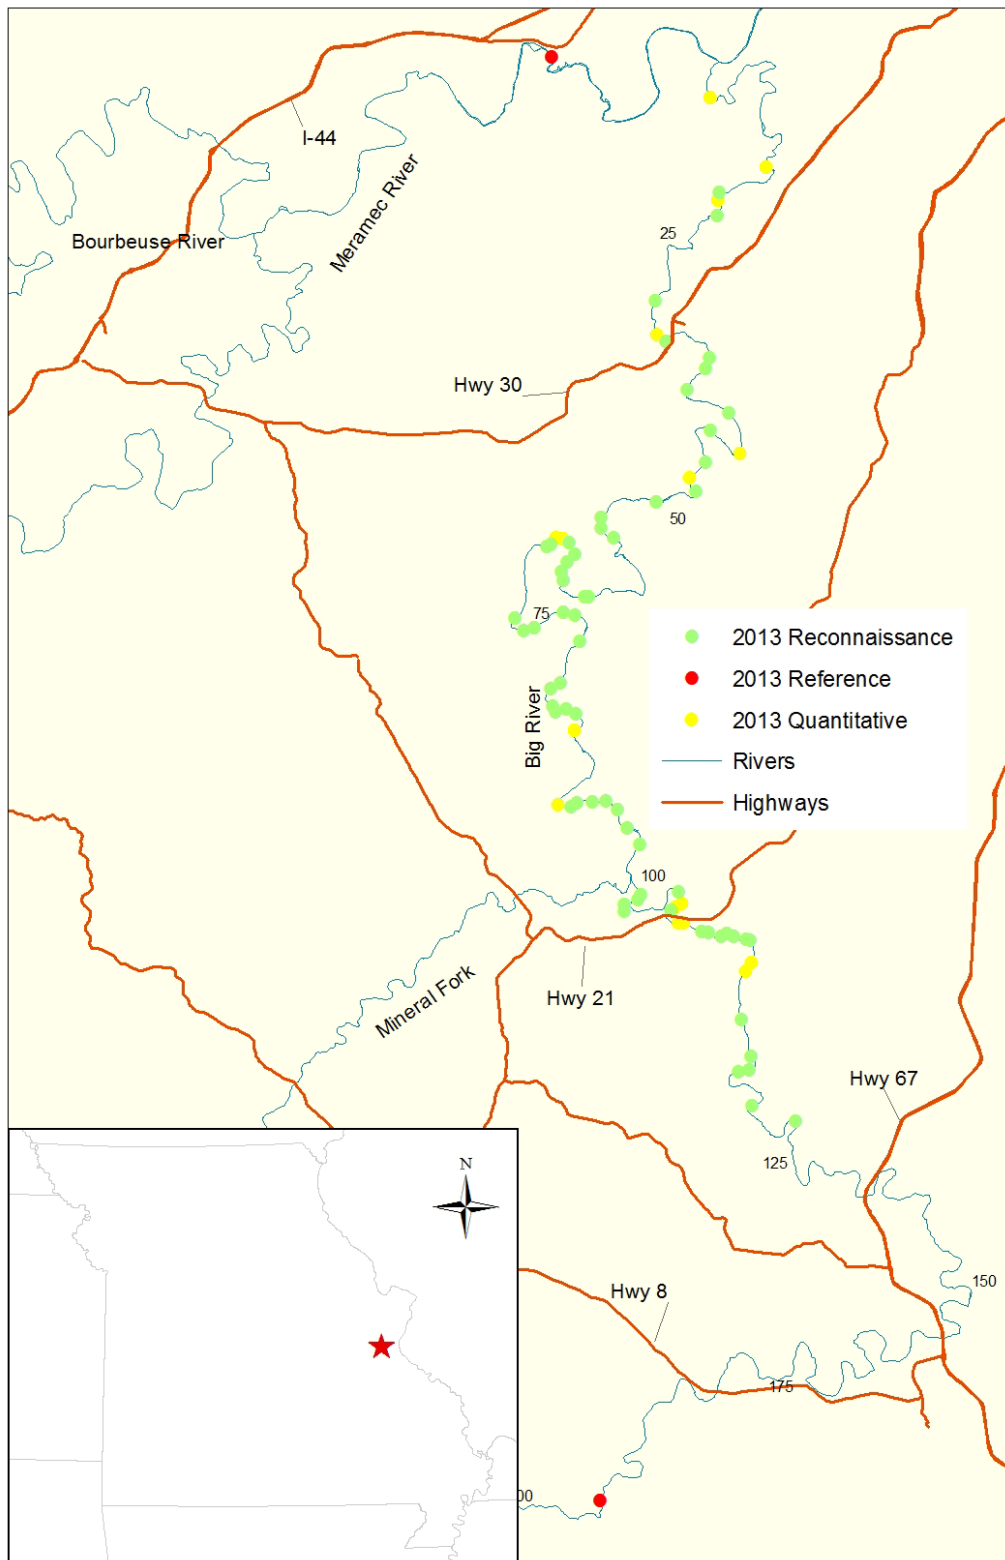 I-44
Meramec River
Bourbeuse River
25
Hwy 30
50
75
2013 Reconnaissance
2013 Reference
2013 Quantitative
Rivers
Highways
Big River
100
Mineral Fork
Hwy 21
Hwy 67
125
N
150
Hwy 8
175
00